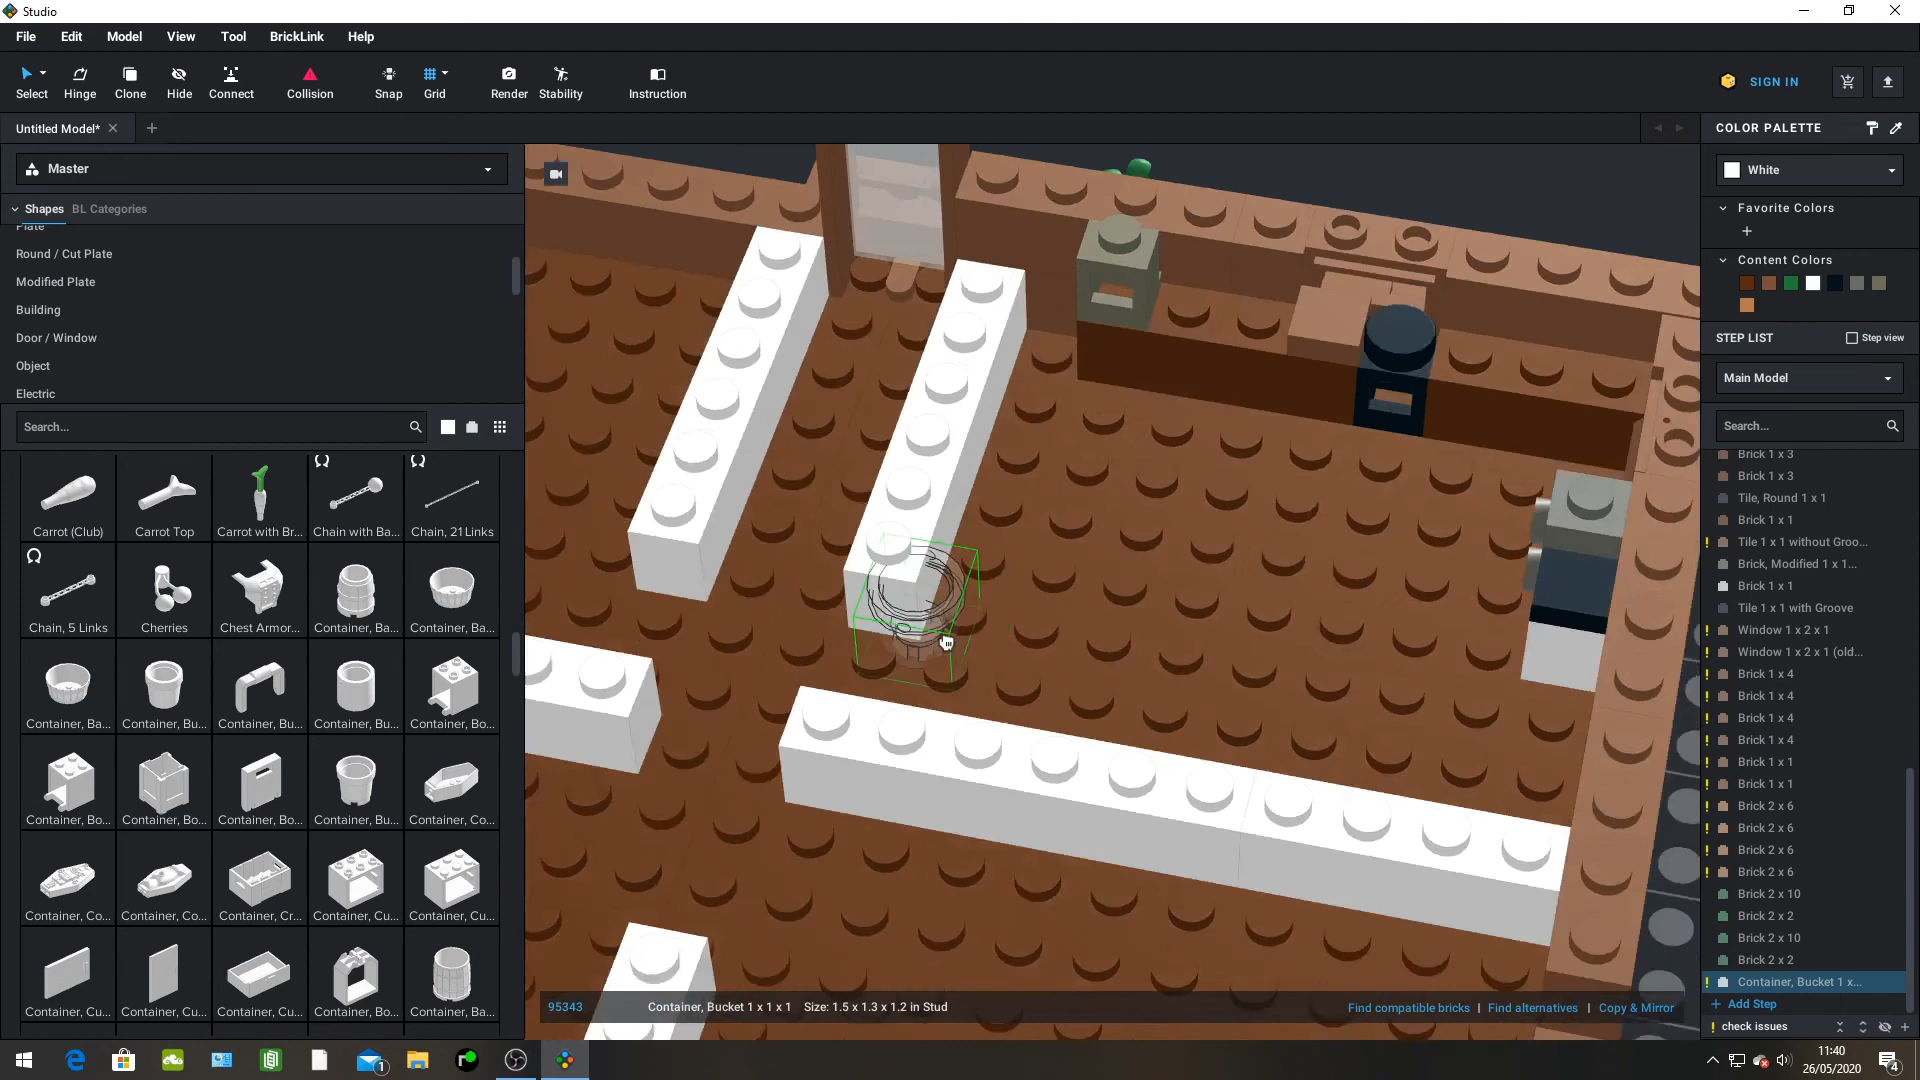 Studio
File Edit Model View Tool BrickLink Help
Select Hinge Clone Hide Connect Collision Snap Grid Render Stability Instruction
SIGN IN
Untitled Model*
Master
Shapes BL Categories
Plate
Round / Cut Plate
Modified Plate
Building
Door / Window
Object
Electric
Search...
Carrot (Club) Carrot Top Carrot with Br... Chain with Ba... Chain, 21 Links
Chain, 5 Links Cherries Chest Armor... Container, Ba... Container, Ba...
Container, Ba... Container, Bu... Container, Bu... Container, Bu... Container, Bo...
Container, Bo... Container, Bo... Container, Bo... Container, Bu... Container, Co...
Container, Co... Container, Co... Container, Cr... Container, Cu... Container, Cu...
Container, Cu... Container, Cu... Container, Cu... Container, Bo... Container, Ba...
95343 Container, Bucket 1 x 1 x 1 Size: 1.5 x 1.3 x 1.2 in Stud
Find compatible bricks | Find alternatives | Copy & Mirror
COLOR PALETTE
White
Favorite Colors
+
Content Colors
STEP LIST Step view
Main Model
Search...
Brick 1 x 3
Brick 1 x 3
Tile, Round 1 x 1
Brick 1 x 1
! Tile 1 x 1 without Groo...
Brick, Modified 1 x 1...
Brick 1 x 1
Tile 1 x 1 with Groove
! Window 1 x 2 x 1
! Window 1 x 2 x 1 (old...
! Brick 1 x 4
! Brick 1 x 4
! Brick 1 x 4
! Brick 1 x 4
! Brick 1 x 1
! Brick 1 x 1
! Brick 2 x 6
! Brick 2 x 6
! Brick 2 x 6
! Brick 2 x 6
Brick 2 x 10
Brick 2 x 2
Brick 2 x 10
Brick 2 x 2
! Container, Bucket 1 x...
+ Add Step
! check issues
1
11:40
26/05/2020
4